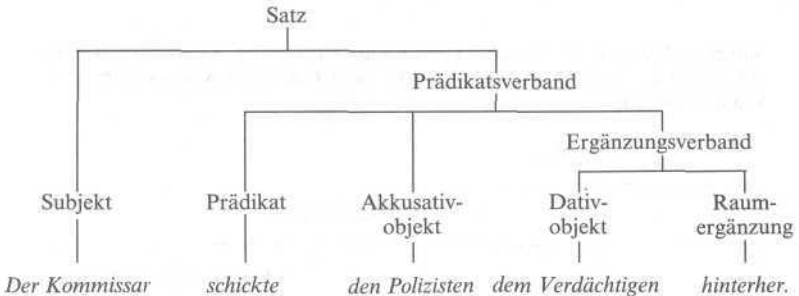 Satz
Prädikatsverband
Ergänzungsverband
Subjekt Prädikat Akkusativ- Dativ- Raum-
objekt objekt ergänzung
Der Kommissar schickte den Polizisten dem Verdächtigen hinterher.